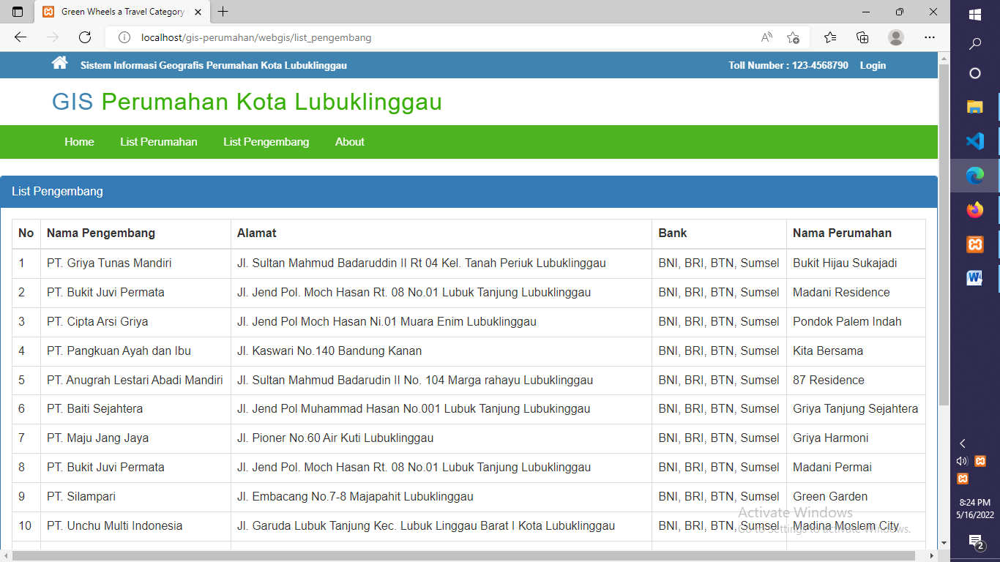 Green Wheels a Travel Category
localhost/gis-perumahan/webgis/list_pengembang
Sistem Informasi Geografis Perumahan Kota Lubuklinggau
Toll Number : 123-4568790 Login
GIS Perumahan Kota Lubuklinggau
Home List Perumahan List Pengembang About
List Pengembang
No Nama Pengembang Alamat Bank Nama Perumahan
1 PT. Griya Tunas Mandiri Jl. Sultan Mahmud Badaruddin II Rt 04 Kel. Tanah Periuk Lubuklinggau BNI, BRI, BTN, Sumsel Bukit Hijau Sukajadi
2 PT. Bukit Juvi Permata Jl. Jend Pol. Moch Hasan Rt. 08 No.01 Lubuk Tanjung Lubuklinggau BNI, BRI, BTN, Sumsel Madani Residence
3 PT. Cipta Arsi Griya Jl. Jend Pol Moch Hasan Ni.01 Muara Enim Lubuklinggau BNI, BRI, BTN, Sumsel Pondok Palem Indah
4 PT. Pangkuan Ayah dan Ibu Jl. Kaswari No.140 Bandung Kanan BNI, BRI, BTN, Sumsel Kita Bersama
5 PT. Anugrah Lestari Abadi Mandiri Jl. Sultan Mahmud Badarudin II No. 104 Marga rahayu Lubuklinggau BNI, BRI, BTN, Sumsel 87 Residence
6 PT. Baiti Sejahtera Jl. Jend Pol Muhammad Hasan No.001 Lubuk Tanjung Lubukinggau BNI, BRI, BTN, Sumsel Griya Tanjung Sejahtera
7 PT. Maju Jang Jaya Jl. Pioner No.60 Air Kuti Lubuklinggau BNI, BRI, BTN, Sumsel Griya Harmoni
8 PT. Bukit Juvi Permata Jl. Jend Pol. Moch Hasan Rt. 08 No.01 Lubuk Tanjung Lubuklinggau BNI, BRI, BTN, Sumsel Madani Permai
9 PT. Silampari Jl. Embacang No.7-8 Majapahit Lubuklinggau BNI, BRI, BTN, Sumsel Green Garden
10 PT. Unchu Multi Indonesia Jl. Garuda Lubuk Tanjung Kec. Lubuk Linggau Barat I Kota Lubuklinggau BNI, BRI, BTN, Sumsel Madina Moslem City
Activate Windows
Go to Settings to activate Windows.
8:24 PM
5/16/2022
2